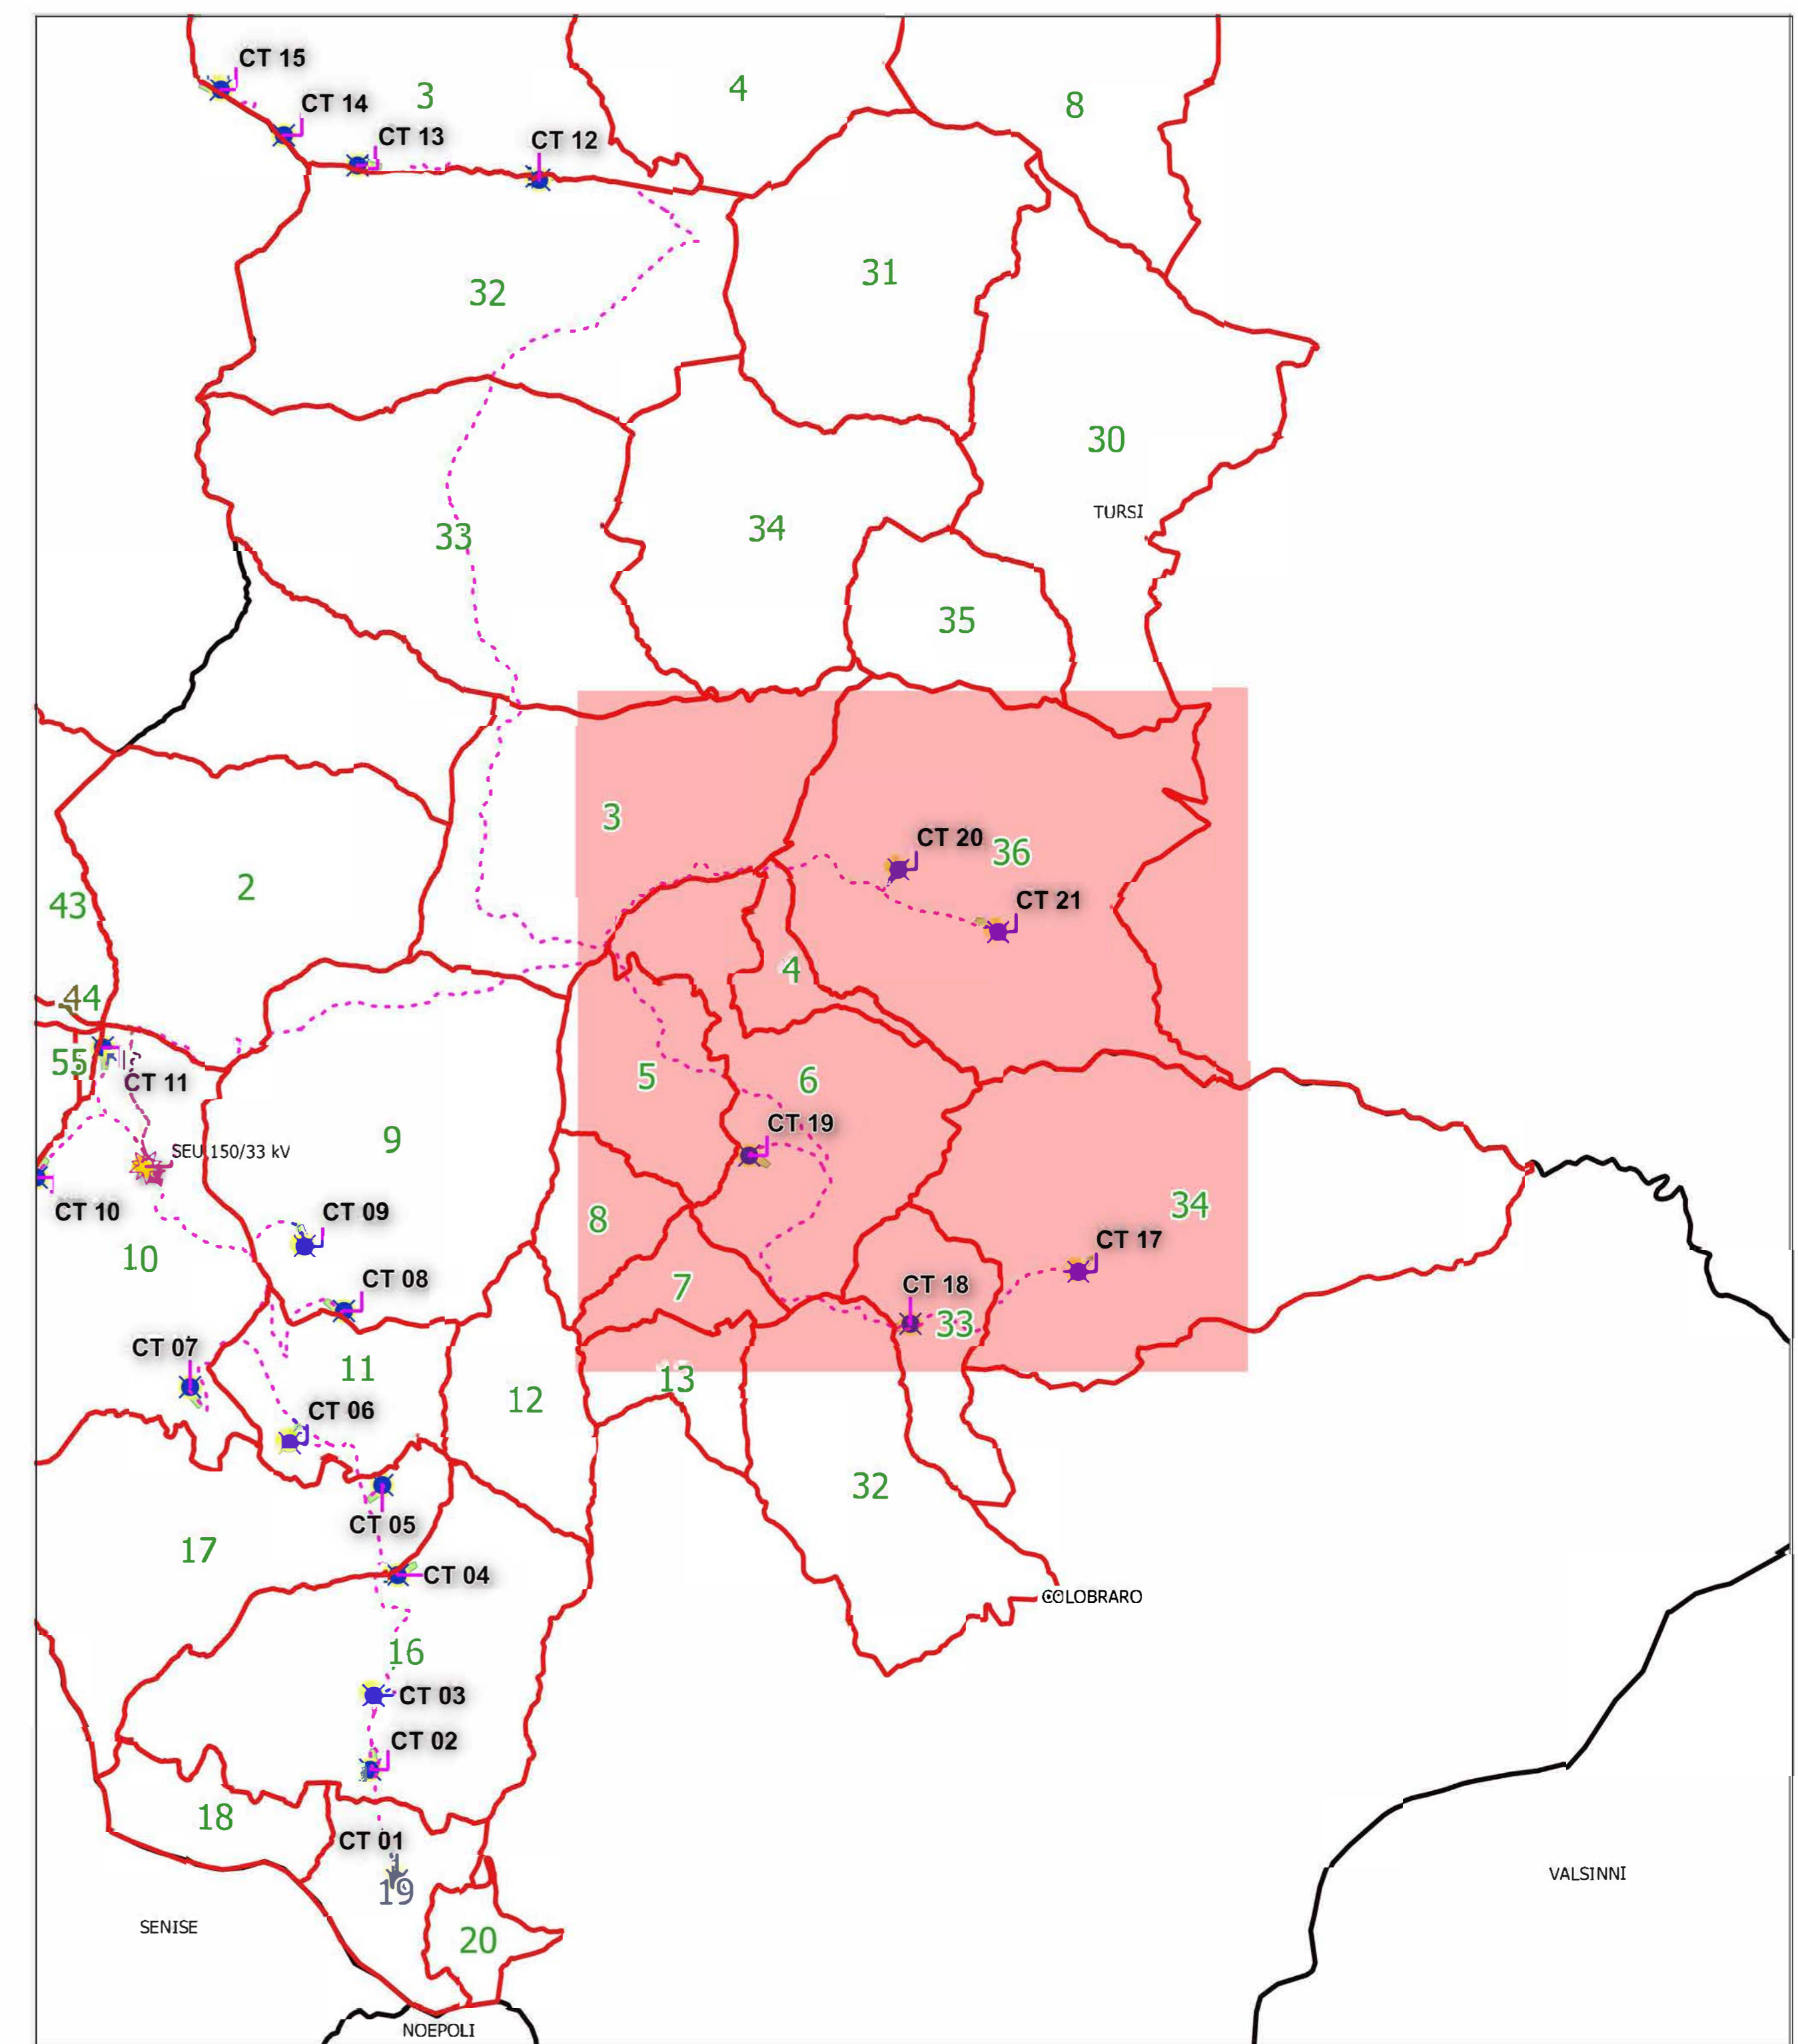 CT 15
3
4
8
CT 14
CT 13
CT 12
31
32
30
TURSI
34
33
35
3
CT 20
36
2
CT 21
43
4
44
55
CT 11
5
6
CT 19
9
SEU 150/33 kV
CT 10
CT 09
8
34
10
CT 17
CT 08
7
CT 18
33
CT 07
11
13
12
CT 06
32
CT 05
17
CT 04
COLOBRARO
16
CT 03
CT 02
18
CT 01
19
VALSINNI
SENISE
20
NOEPOLI